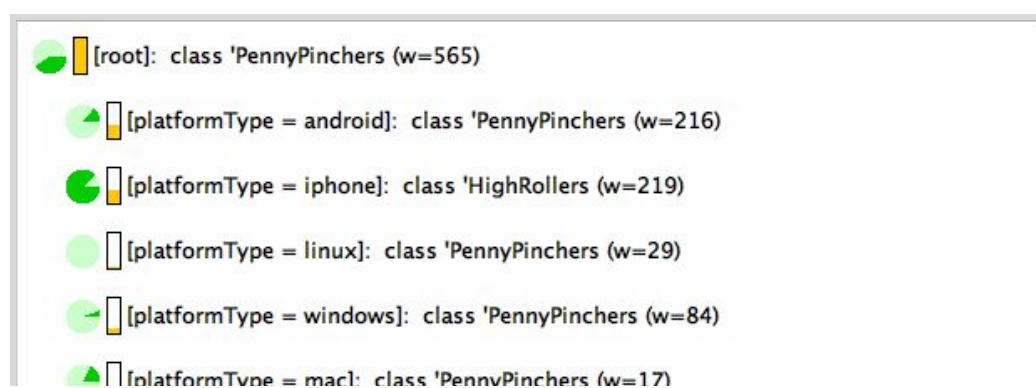 [root]: class 'PennyPinchers (w=565)
[platformType = android]: class 'PennyPinchers (w=216)
[platformType = iphone]: class 'HighRollers (w=219)
[platformType = linux]: class 'PennyPinchers (w=29)
[platformType = windows]: class 'PennyPinchers (w=84)
[platformType = mac]: class 'PennyPinchers (w=17)